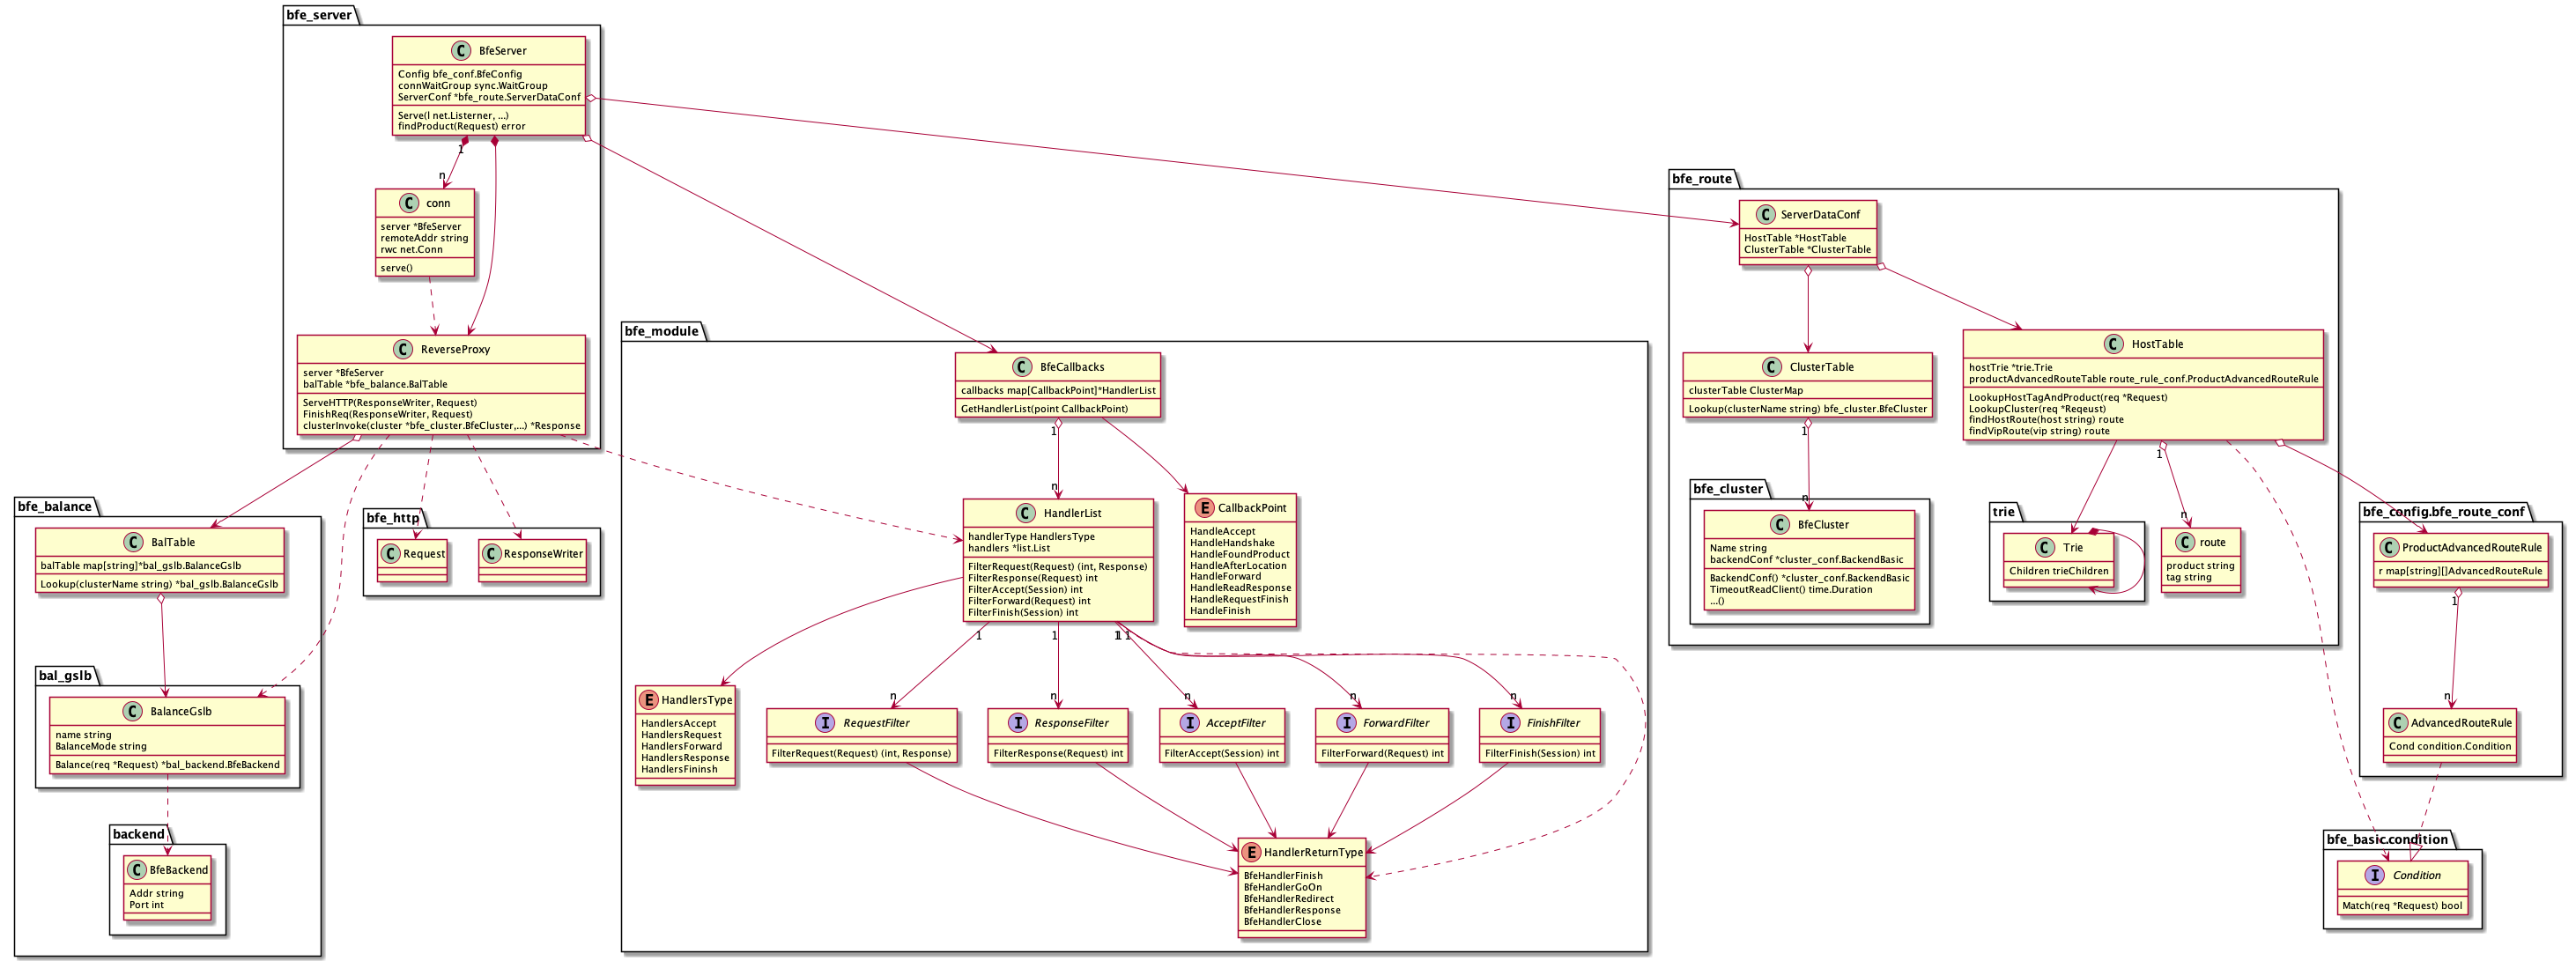 bfe_server
C BfeServer
Config bfe_conf.BfeConfig
connWaitGroup sync.WaitGroup
ServerConf *bfe_route.ServerDataConf
Serve(l net.Listerner, ...)
findProduct(Request) error
1
n
C conn
server *BfeServer
remoteAddr string
rwc net.Conn
serve()
C ReverseProxy
server *BfeServer
balTable *bfe_balance.BalTable
ServeHTTP(ResponseWriter, Request)
FinishReq(ResponseWriter, Request)
clusterInvoke(cluster *bfe_cluster.BfeCluster,...) *Response
bfe_balance
C BalTable
balTable map[string]*bal_gslb.BalanceGslb
Lookup(clusterName string) *bal_gslb.BalanceGslb
bal_gslb
C BalanceGslb
name string
BalanceMode string
Balance(req *Request) *bal_backend.BfeBackend
backend
C BfeBackend
Addr string
Port int
bfe_http
C Request
C ResponseWriter
bfe_module
C BfeCallbacks
callbacks map[CallbackPoint]*HandlerList
GetHandlerList(point CallbackPoint)
1
n
C HandlerList
handlerType HandlersType
handlers *list.List
FilterRequest(Request) (int, Response)
FilterResponse(Request) int
FilterAccept(Session) int
FilterForward(Request) int
FilterFinish(Session) int
E CallbackPoint
HandleAccept
HandleHandshake
HandleFoundProduct
HandleAfterLocation
HandleForward
HandleReadResponse
HandleRequestFinish
HandleFinish
1
1
1
1
1
n
n
n
n
n
E HandlersType
HandlersAccept
HandlersRequest
HandlersForward
HandlersResponse
HandlersFininsh
I RequestFilter
FilterRequest(Request) (int, Response)
I ResponseFilter
FilterResponse(Request) int
I AcceptFilter
FilterAccept(Session) int
I ForwardFilter
FilterForward(Request) int
I FinishFilter
FilterFinish(Session) int
E HandlerReturnType
BfeHandlerFinish
BfeHandlerGoOn
BfeHandlerRedirect
BfeHandlerResponse
BfeHandlerClose
bfe_route
C ServerDataConf
HostTable *HostTable
ClusterTable *ClusterTable
C ClusterTable
clusterTable ClusterMap
Lookup(clusterName string) bfe_cluster.BfeCluster
1
n
C HostTable
hostTrie *trie.Trie
productAdvancedRouteTable route_rule_conf.ProductAdvancedRouteRule
LookupHostTagAndProduct(req *Request)
LookupCluster(req *Reqeust)
findHostRoute(host string) route
findVipRoute(vip string) route
1
n
bfe_cluster
C BfeCluster
Name string
backendConf *cluster_conf.BackendBasic
BackendConf() *cluster_conf.BackendBasic
TimeoutReadClient() time.Duration
...()
trie
C Trie
Children trieChildren
C route
product string
tag string
bfe_config.bfe_route_conf
C ProductAdvancedRouteRule
r map[string][]AdvancedRouteRule
1
n
C AdvancedRouteRule
Cond condition.Condition
bfe_basic.condition
I Condition
Match(req *Request) bool